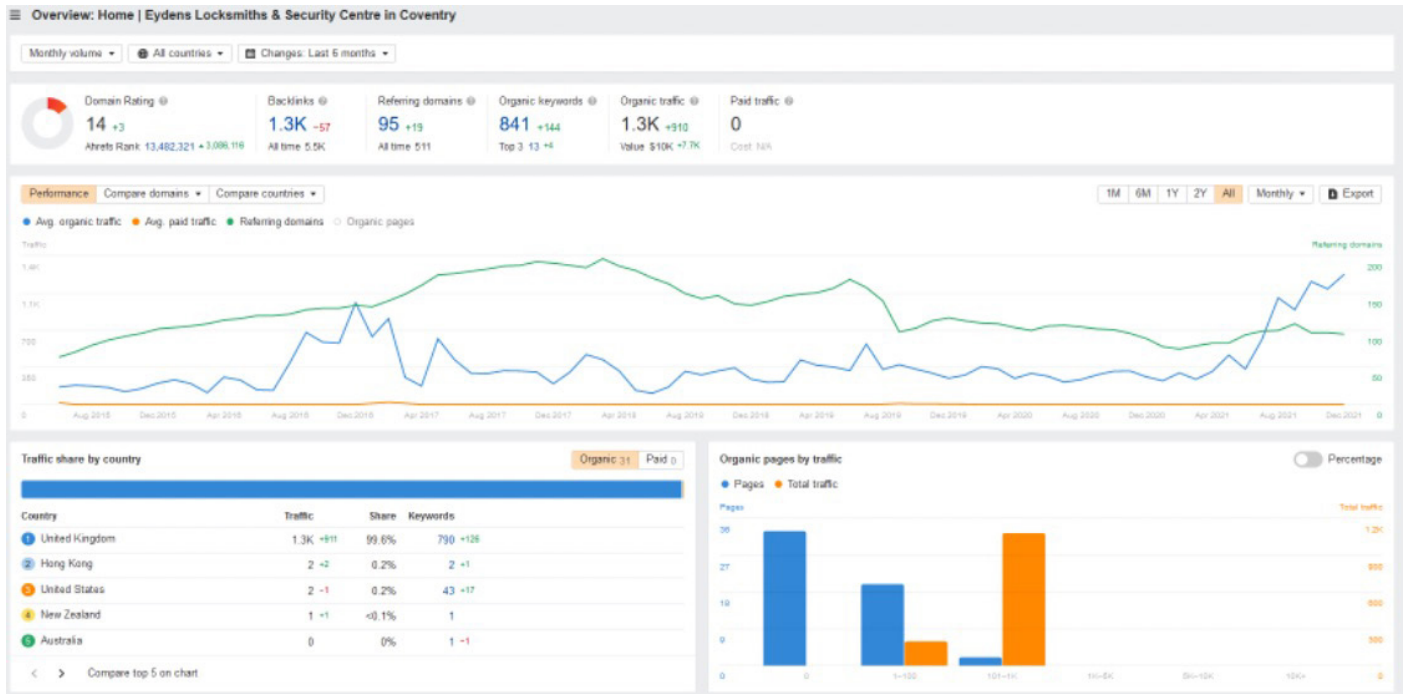 Overview: Home | Eydens Locksmiths & Security Centre in Coventry
Monthly volume All countries Changes: Last 6 months
Domain Rating Backlinks Referring domains Organic keywords Organic traffic Paid traffic
14 +3 1.3K -57 95 +19 841 +144 1.3K +910 0
Ahrefs Rank 13,482,321 All time 5.5K All time 511 Top 3 13 +4 Value $10K +7.7K Cost N/A
Performance Compare domains Compare countries 1M 6M 1Y 2Y All Monthly Export
Avg. organic traffic Avg. paid traffic Referring domains Organic pages
Traffic Referring domains
1.4K 200
1.1K 150
700 100
350 50
0 Aug 2015 Dec 2015 Apr 2016 Aug 2016 Dec 2016 Apr 2017 Aug 2017 Dec 2017 Apr 2018 Aug 2018 Dec 2018 Apr 2019 Aug 2019 Dec 2019 Apr 2020 Aug 2020 Dec 2020 Apr 2021 Aug 2021 Dec 2021 0
Traffic share by country Organic 31 Paid 0
Country Traffic Share Keywords
1 United Kingdom 1.3K +911 99.6% 790 +126
2 Hong Kong 2 +2 0.2% 2 +1
3 United States 2 -1 0.2% 43 +17
4 New Zealand 1 +1 <0.1% 1
5 Australia 0 0% 1 -1
< > Compare top 5 on chart
Organic pages by traffic Percentage
Pages Total traffic
Pages Total traffic
36 1.2K
27 900
18 600
9 300
0 0 1–100 101–1K 1K–5K 5K–10K 10K+ 0